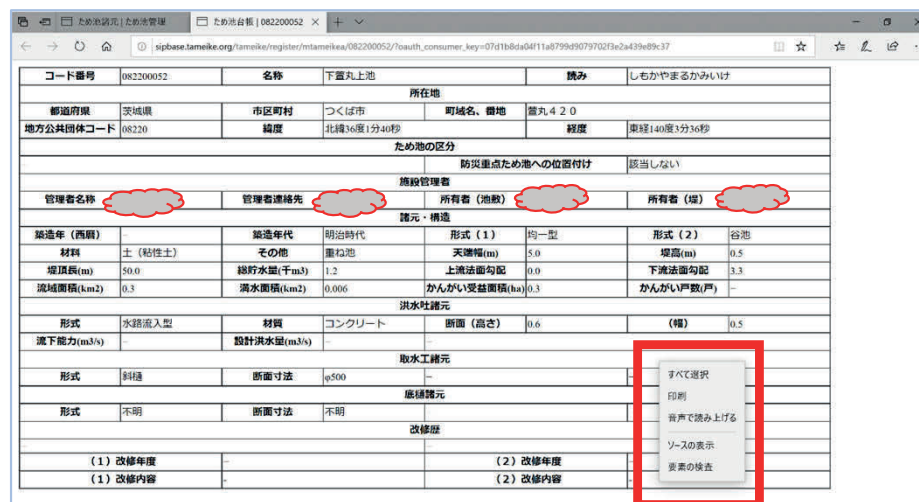 ため池諸元 | ため池管理
ため池台帳 | 082200052
sipbase.tameike.org/tameike/register/mtameikea/082200052/?oauth_consumer_key=07d1b8da04f11a8799d9079702f3e2a439e89c37
コード番号 082200052 名称 下萱丸上池 読み しもかやまるかみいけ
所在地
都道府県 茨城県 市区町村 つくば市 町域名、番地 萱丸420
地方公共団体コード 08220 緯度 北緯36度1分40秒 経度 東経140度3分36秒
ため池の区分
防災重点ため池への位置付け 該当しない
施設管理者
管理者名称 管理者連絡先 所有者（池敷） 所有者（堤）
諸元・構造
築造年（西暦） – 築造年代 明治時代 形式（1） 均一型 形式（2） 谷池
材料 土（粘性土） その他 重ね池 天端幅(m) 5.0 堤高(m) 0.5
堤頂長(m) 50.0 総貯水量(千m3) 1.2 上流法面勾配 0.0 下流法面勾配 3.3
流域面積(km2) 0.3 満水面積(km2) 0.006 かんがい受益面積(ha) 0.3 かんがい戸数(戸) –
洪水吐諸元
形式 水路流入型 材質 コンクリート 断面（高さ） 0.6 （幅） 0.5
流下能力(m3/s) – 設計洪水量(m3/s) –
取水工諸元
形式 斜樋 断面寸法 φ500 – –
底樋諸元
形式 不明 断面寸法 不明
改修歴
– –
（1）改修年度 – （2）改修年度 –
（1）改修内容 - （2）改修内容 -
すべて選択
印刷
音声で読み上げる
ソースの表示
要素の検査